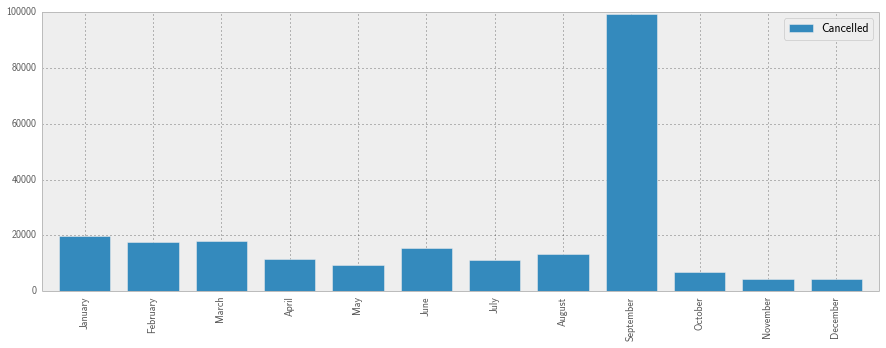 100000
80000
60000
40000
20000
0
Cancelled
January
February
March
April
May
June
July
August
September
October
November
December